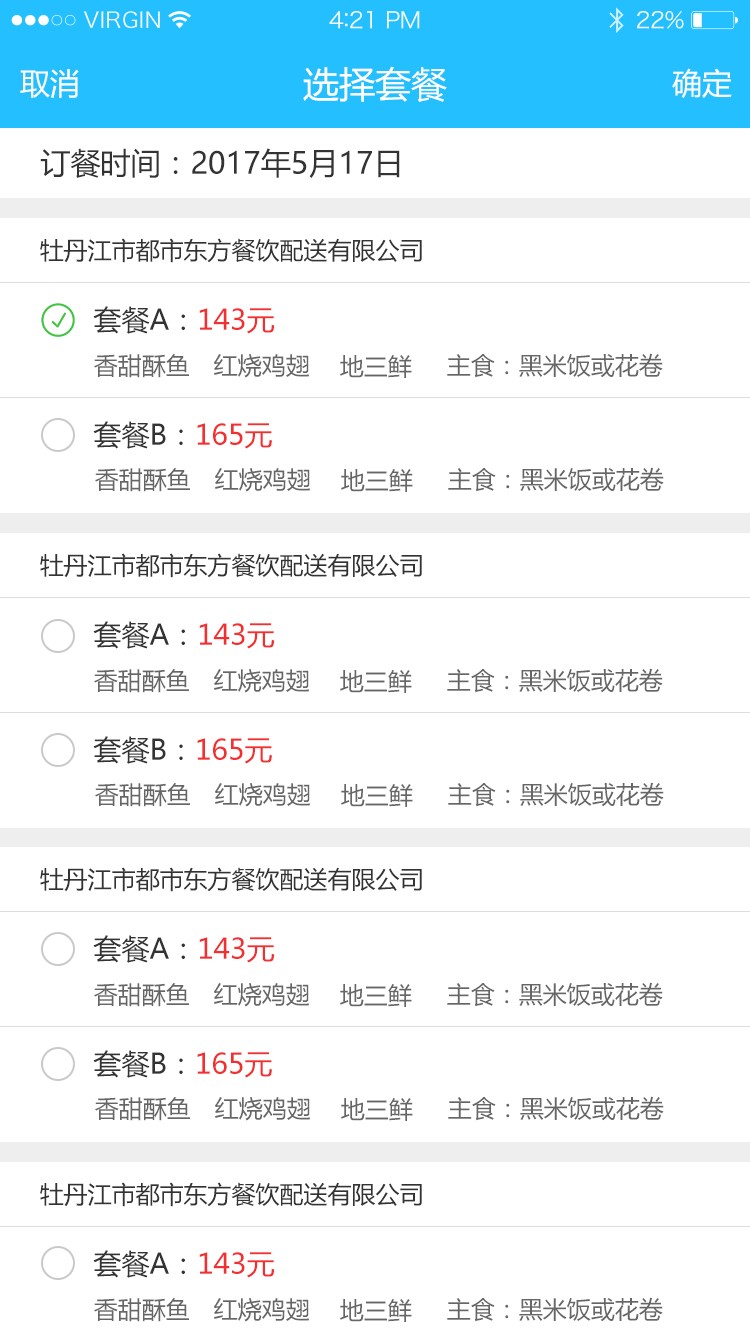 VIRGIN 4:21 PM 22%
取消 选择套餐 确定
订餐时间：2017年5月17日
牡丹江市都市东方餐饮配送有限公司
套餐A：143元
香甜酥鱼 红烧鸡翅 地三鲜 主食：黑米饭或花卷
套餐B：165元
香甜酥鱼 红烧鸡翅 地三鲜 主食：黑米饭或花卷
牡丹江市都市东方餐饮配送有限公司
套餐A：143元
香甜酥鱼 红烧鸡翅 地三鲜 主食：黑米饭或花卷
套餐B：165元
香甜酥鱼 红烧鸡翅 地三鲜 主食：黑米饭或花卷
牡丹江市都市东方餐饮配送有限公司
套餐A：143元
香甜酥鱼 红烧鸡翅 地三鲜 主食：黑米饭或花卷
套餐B：165元
香甜酥鱼 红烧鸡翅 地三鲜 主食：黑米饭或花卷
牡丹江市都市东方餐饮配送有限公司
套餐A：143元
香甜酥鱼 红烧鸡翅 地三鲜 主食：黑米饭或花卷